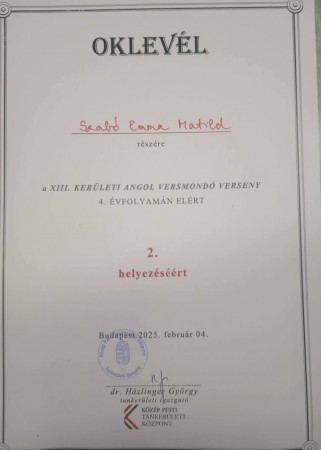 OKLEVÉL
Szabó Emma Matild
részére
a XIII. KERÜLETI ANGOL VERSMONDÓ VERSENY
4. ÉVFOLYAMÁN ELÉRT
2.
helyezéséért
Budapest 2025. február 04.
dr. Házlinger György
tankerületi igazgató
KÖZÉP-PESTI
TANKERÜLETI
KÖZPONT